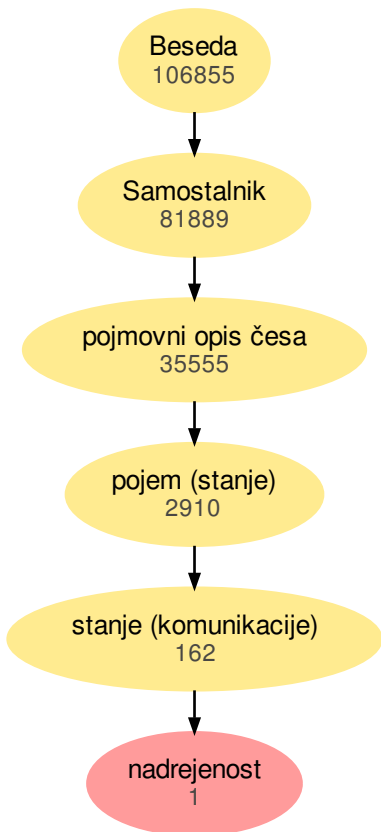 Beseda
106855
Samostalnik
81889
pojmovni opis česa
35555
pojem (stanje)
2910
stanje (komunikacije)
162
nadrejenost
1